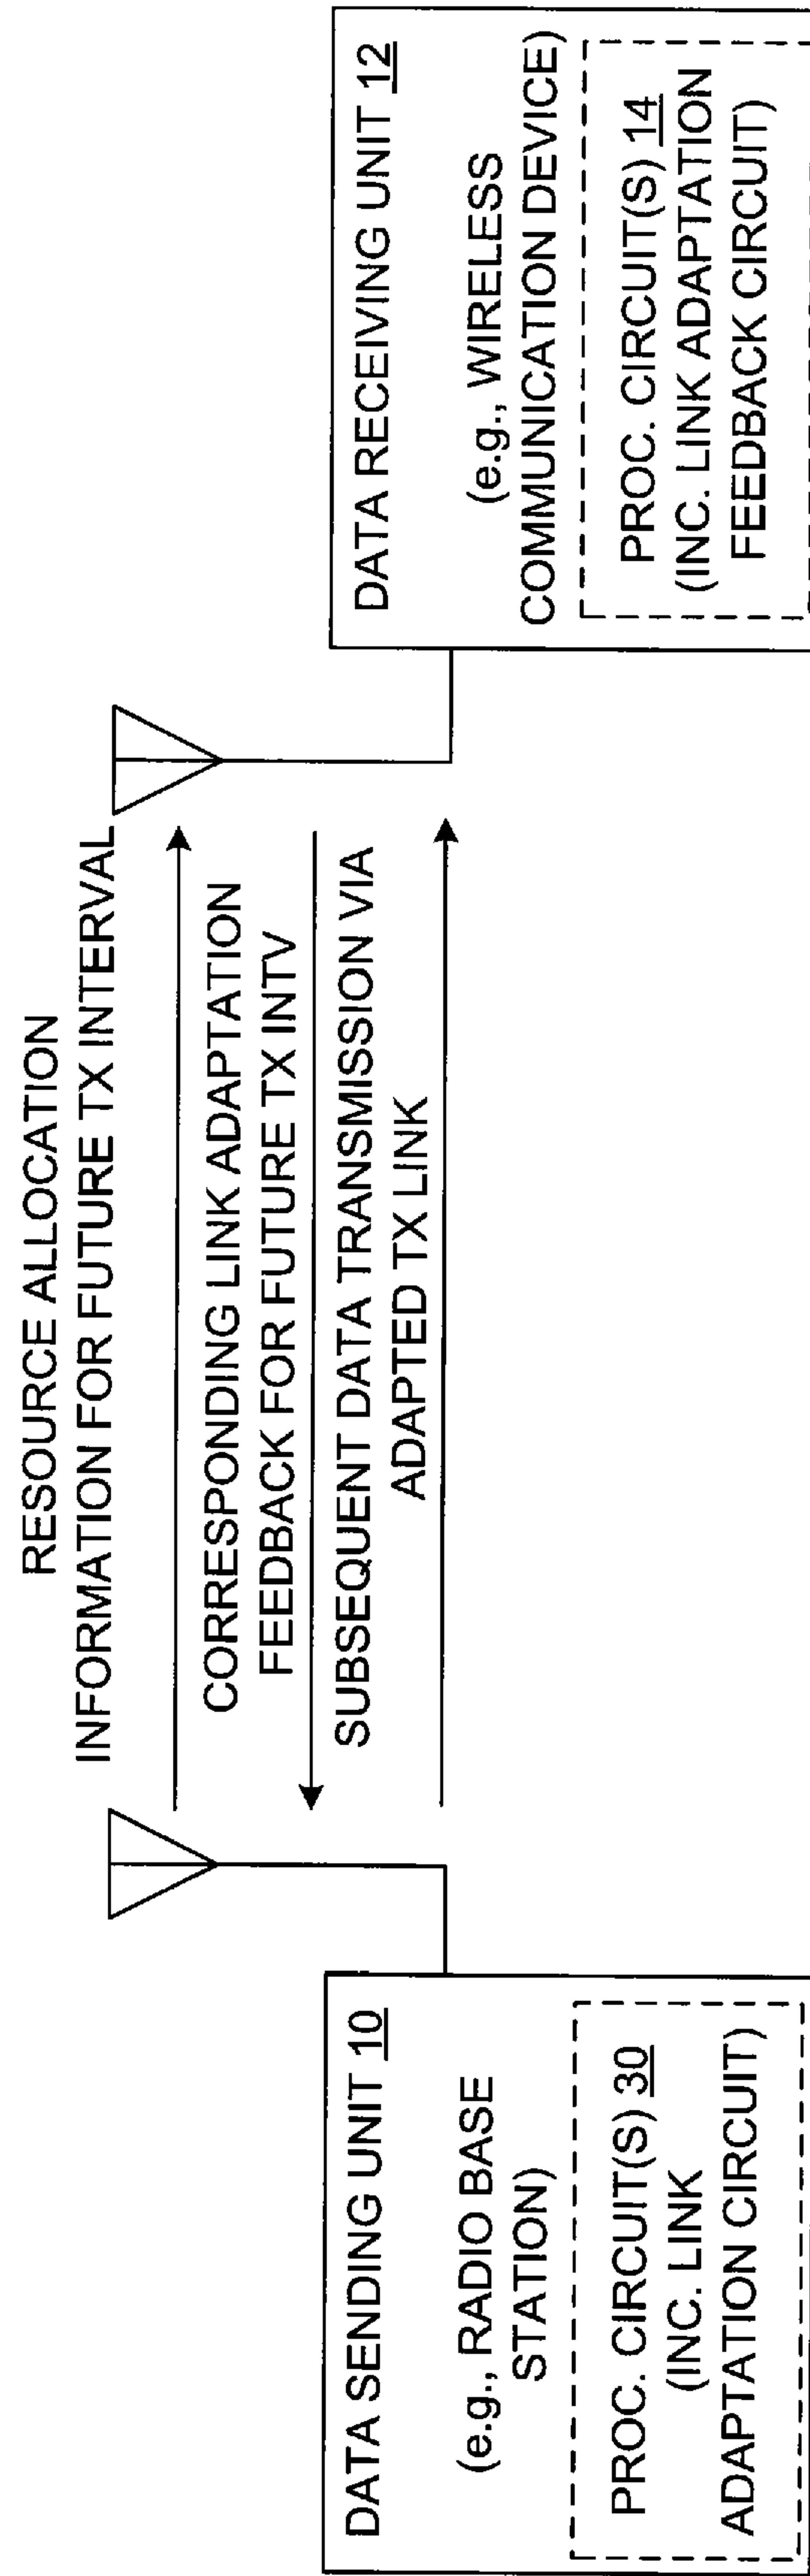 RESOURCE ALLOCATION
INFORMATION FOR FUTURE TX INTERVAL
CORRESPONDING LINK ADAPTATION
FEEDBACK FOR FUTURE TX INTV
SUBSEQUENT DATA TRANSMISSION VIA
ADAPTED TX LINK
DATA SENDING UNIT 10
(e.g., RADIO BASE
STATION)
PROC. CIRCUIT(S) 30
(INC. LINK
ADAPTATION CIRCUIT)
DATA RECEIVING UNIT 12
(e.g., WIRELESS
COMMUNICATION DEVICE)
PROC. CIRCUIT(S) 14
(INC. LINK ADAPTATION
FEEDBACK CIRCUIT)